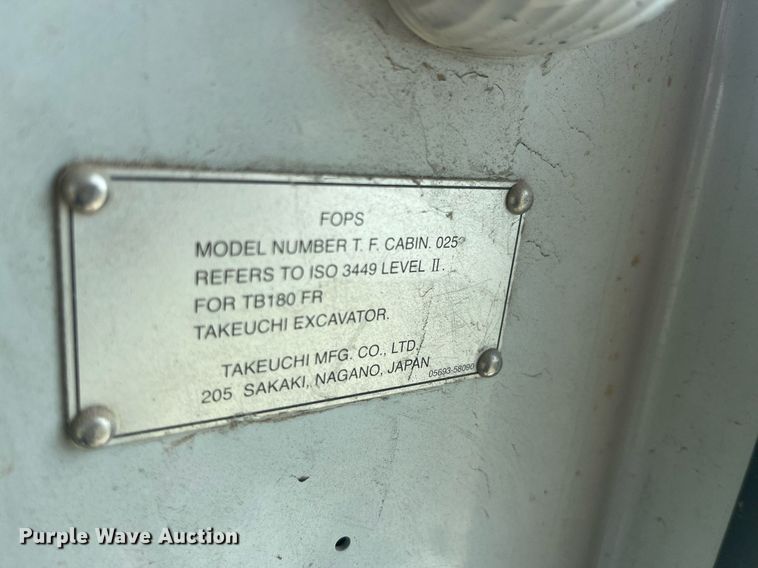 FOPS
MODEL NUMBER T. F. CABIN. 025
REFERS TO ISO 3449 LEVEL II.
FOR TB180 FR
TAKEUCHI EXCAVATOR.
TAKEUCHI MFG. CO., LTD.
205 SAKAKI, NAGANO, JAPAN
05693-58090
Purple Wave Auction